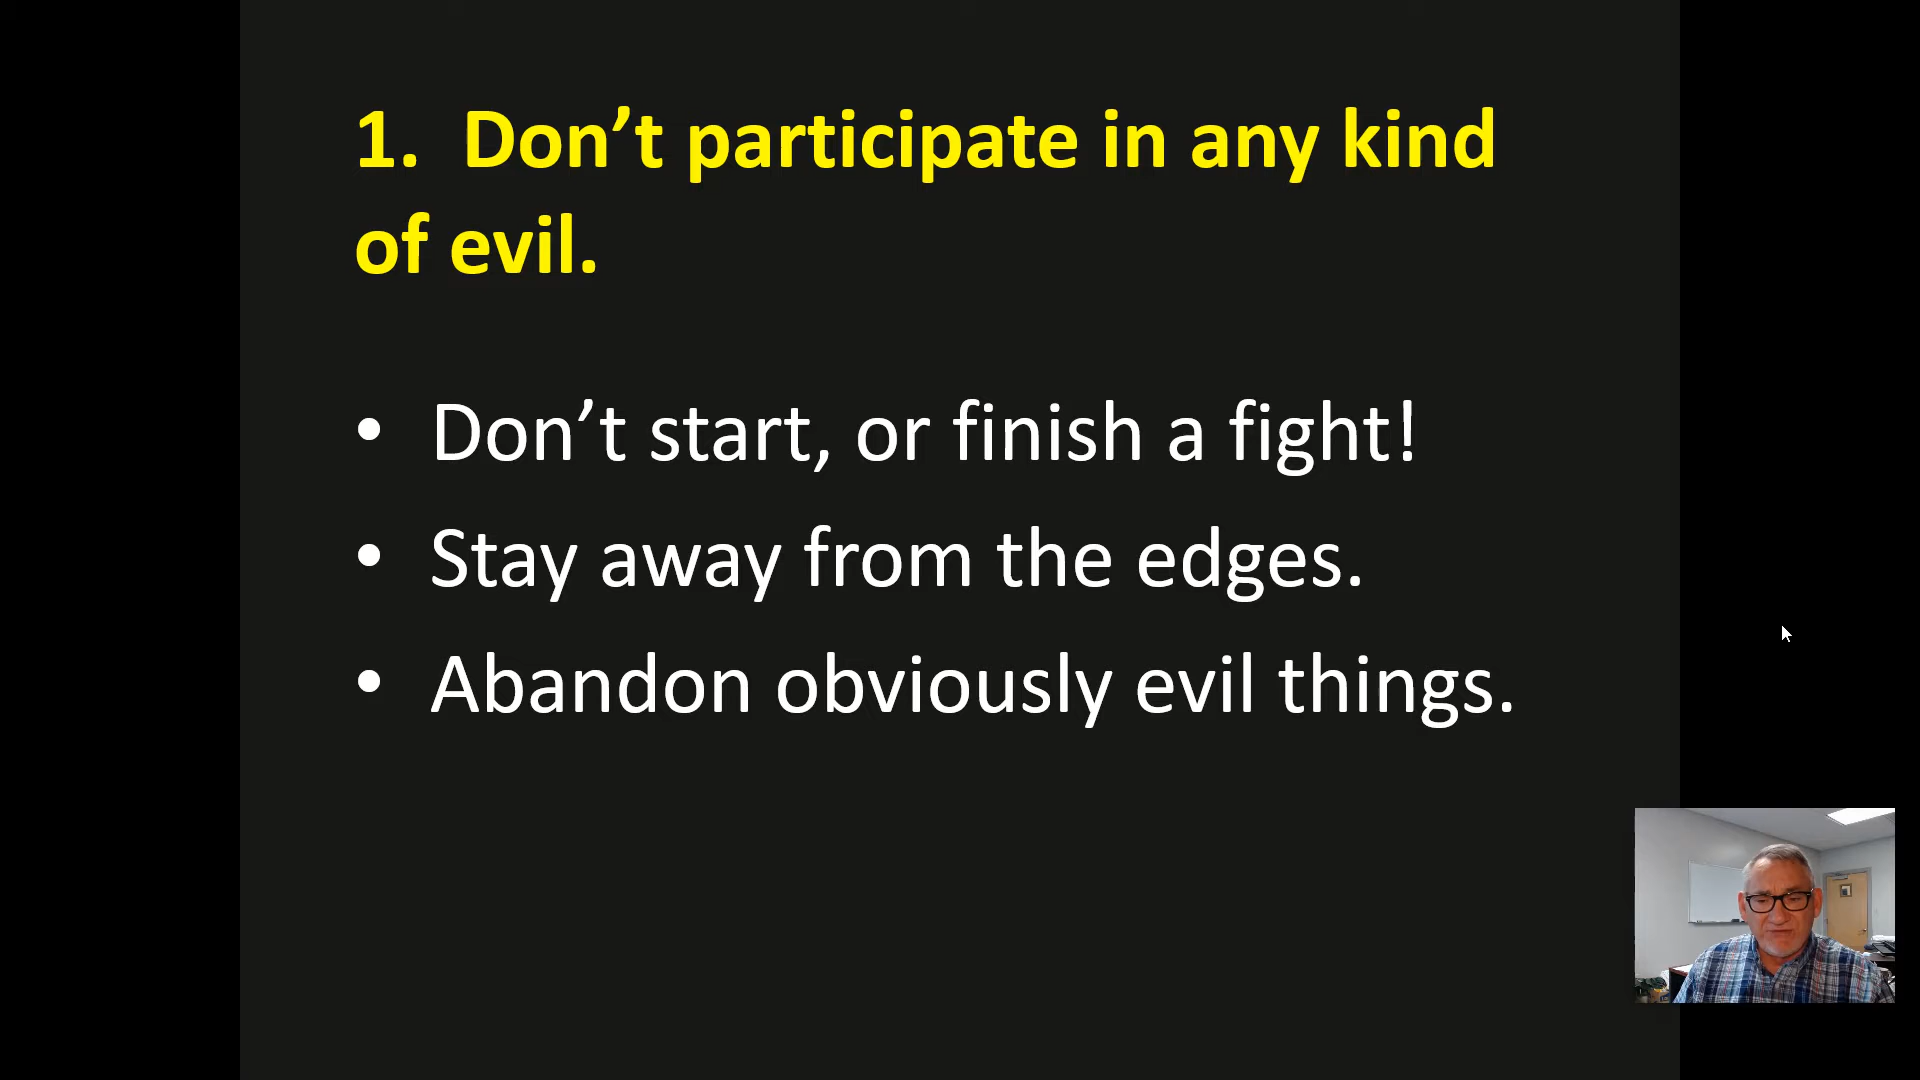 1. Don’t participate in any kind
of evil.
• Don’t start, or finish a fight!
• Stay away from the edges.
• Abandon obviously evil things.